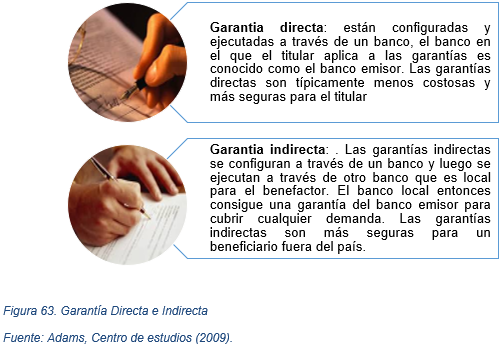 Garantia directa: están configuradas y
ejecutadas a través de un banco, el banco en
el que el titular aplica a las garantías es
conocido como el banco emisor. Las garantías
directas son típicamente menos costosas y
más seguras para el titular
Garantia indirecta: . Las garantías indirectas
se configuran a través de un banco y luego se
ejecutan a través de otro banco que es local
para el benefactor. El banco local entonces
consigue una garantía del banco emisor para
cubrir cualquier demanda. Las garantías
indirectas son más seguras para un
beneficiario fuera del país.
Figura 63. Garantía Directa e Indirecta
Fuente: Adams, Centro de estudios (2009).